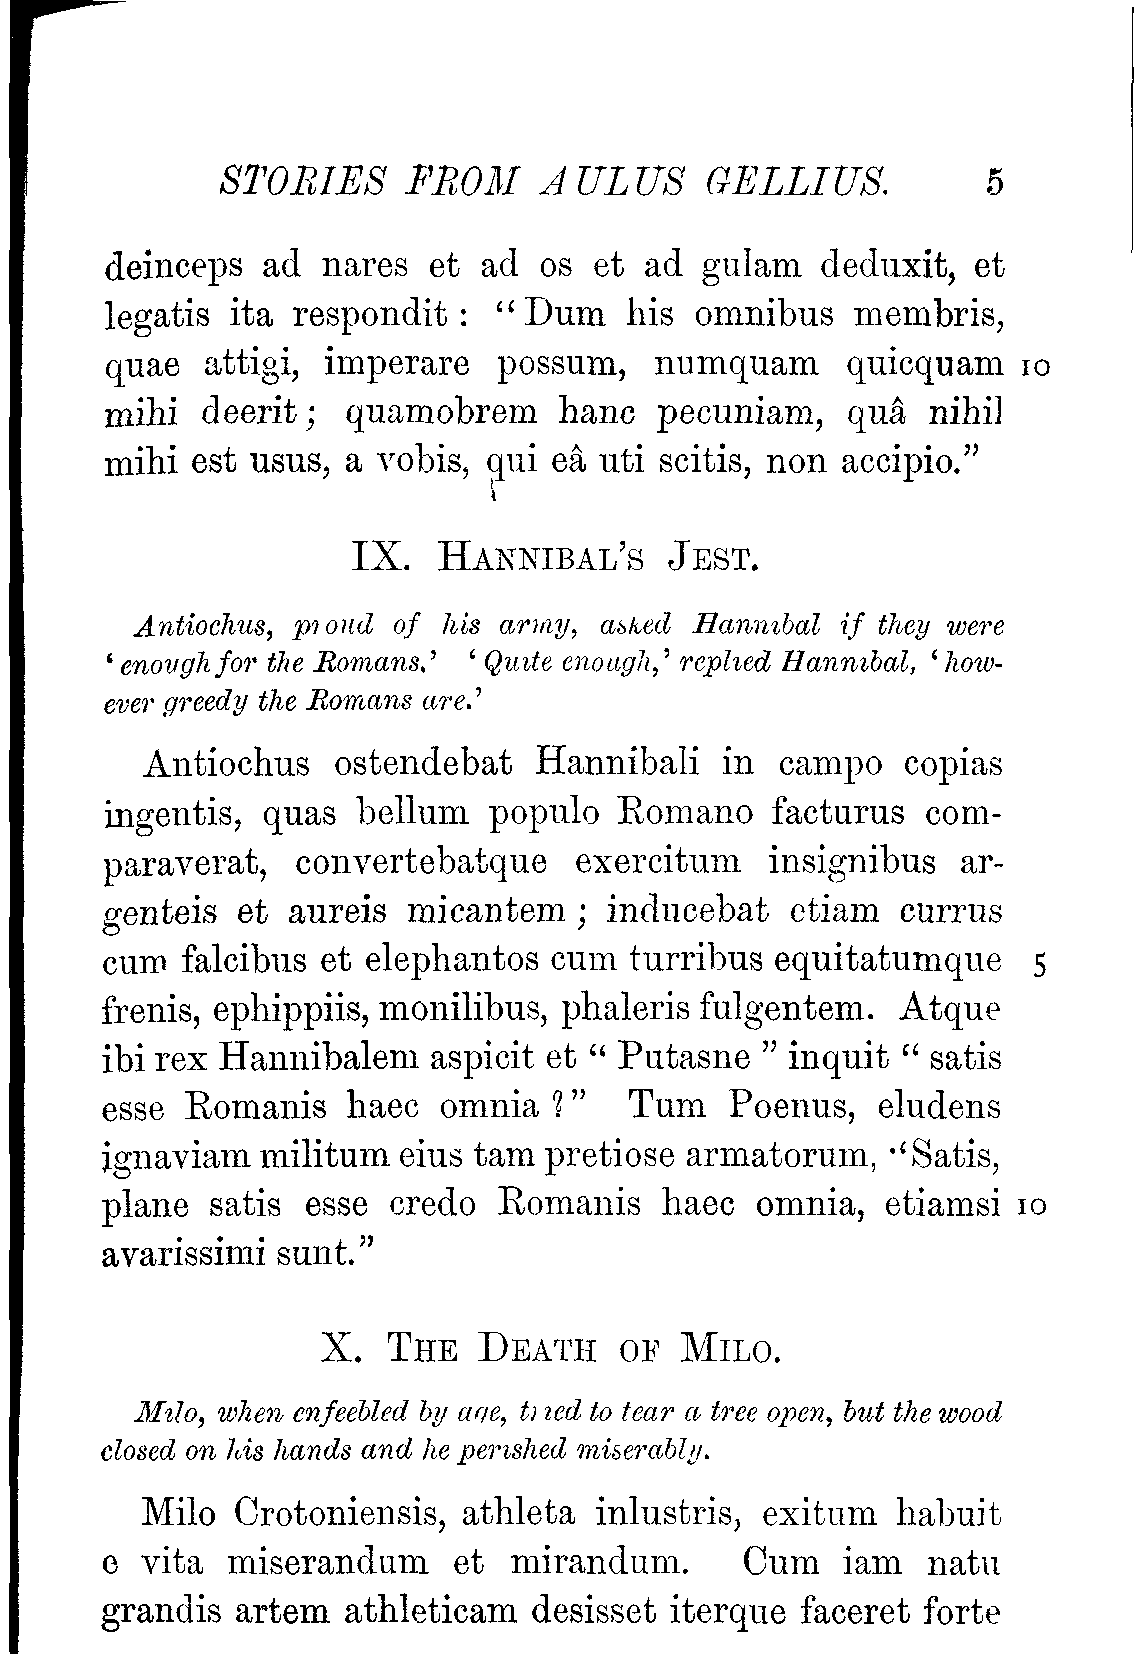 STORIES FROM AULUS GELLIUS. 5
deinceps ad nares et ad os et ad gulam deduxit, et
legatis ita respondit : “Dum his omnibus membris,
quae attigi, imperare possum, numquam quicquam 10
mihi deerit; quamobrem hanc pecuniam, quâ nihil
mihi est usus, a vobis, qui eâ uti scitis, non accipio.”
IX. HANNIBAL’S JEST.
Antiochus, proud of his army, asked Hannibal if they were
‘enough for the Romans.’ ‘Quite enough,’ replied Hannibal, ‘how-
ever greedy the Romans are.’
Antiochus ostendebat Hannibali in campo copias
ingentis, quas bellum populo Romano facturus com-
paraverat, convertebatque exercitum insignibus ar-
genteis et aureis micantem ; inducebat etiam currus
cum falcibus et elephantos cum turribus equitatumque 5
frenis, ephippiis, monilibus, phaleris fulgentem. Atque
ibi rex Hannibalem aspicit et “ Putasne ” inquit “ satis
esse Romanis haec omnia ?” Tum Poenus, eludens
ignaviam militum eius tam pretiose armatorum, “Satis,
plane satis esse credo Romanis haec omnia, etiamsi 10
avarissimi sunt.”
X. THE DEATH OF MILO.
Milo, when enfeebled by age, tried to tear a tree open, but the wood
closed on his hands and he perished miserably.
Milo Crotoniensis, athleta inlustris, exitum habuit
e vita miserandum et mirandum. Cum iam natu
grandis artem athleticam desisset iterque faceret forte